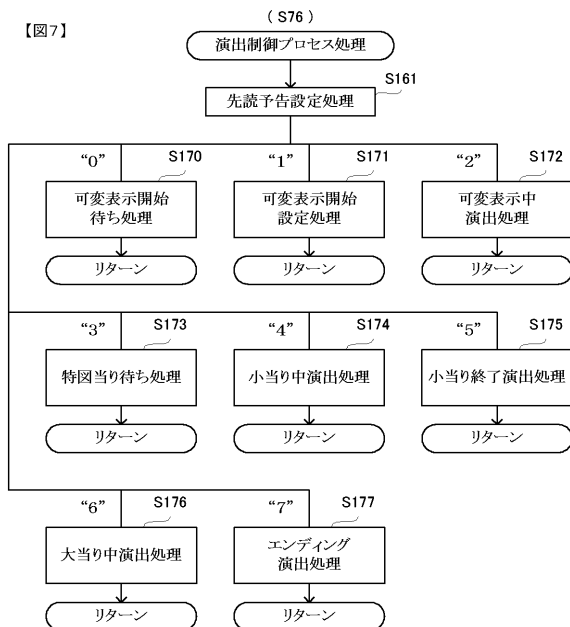 【図7】
( S76 )
演出制御プロセス処理
S161
先読予告設定処理
“0”
S170
可変表示開始
待ち処理
リターン
“1”
S171
可変表示開始
設定処理
リターン
“2”
S172
可変表示中
演出処理
リターン
“3”
S173
特図当り待ち処理
リターン
“4”
S174
小当り中演出処理
リターン
“5”
S175
小当り終了演出処理
リターン
“6”
S176
大当り中演出処理
リターン
“7”
S177
エンディング
演出処理
リターン